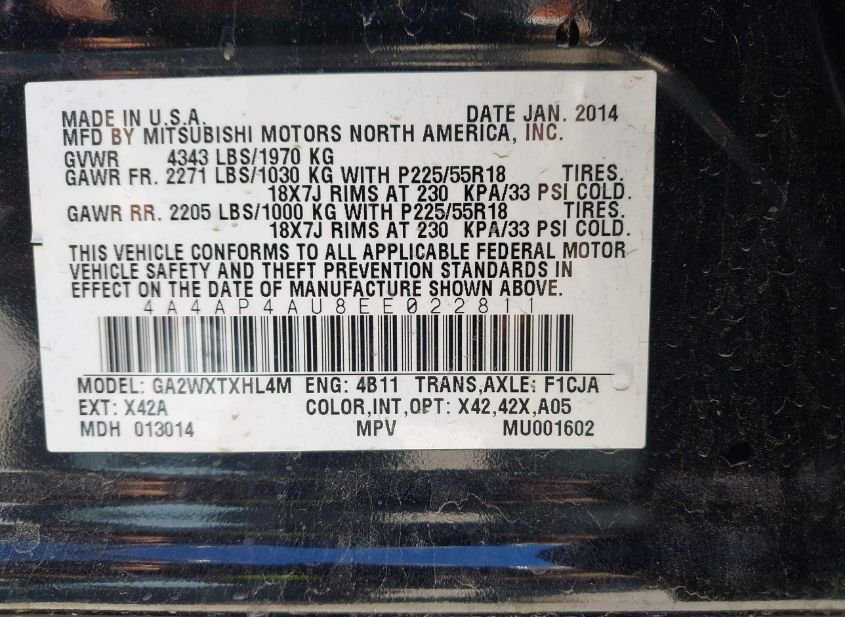 MADE IN U.S.A. DATE JAN. 2014
MFD BY MITSUBISHI MOTORS NORTH AMERICA, INC.
GVWR 4343 LBS/1970 KG
GAWR FR. 2271 LBS/1030 KG WITH P225/55R18 TIRES.
18X7J RIMS AT 230 KPA/33 PSI COLD.
GAWR RR. 2205 LBS/1000 KG WITH P225/55R18 TIRES.
18X7J RIMS AT 230 KPA/33 PSI COLD.
THIS VEHICLE CONFORMS TO ALL APPLICABLE FEDERAL MOTOR
VEHICLE SAFETY AND THEFT PREVENTION STANDARDS IN
EFFECT ON THE DATE OF MANUFACTURE SHOWN ABOVE.
4A4AP4AU8EE022811
MODEL: GA2WXTXHL4M ENG: 4B11 TRANS,AXLE: F1CJA
EXT: X42A COLOR,INT,OPT: X42,42X,A05
MDH 013014 MPV MU001602